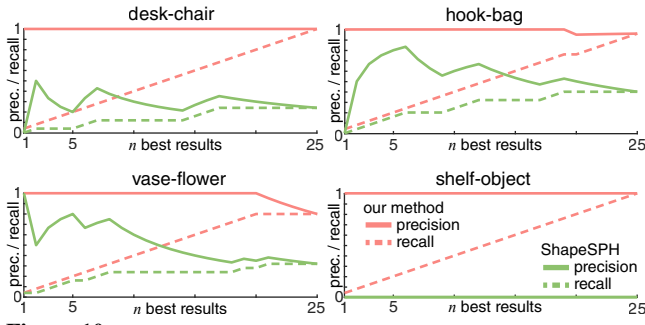 desk-chair
hook-bag
1
prec. / recall
0
1
5
n best results
25
1
prec. / recall
0
1
5
n best results
25
vase-flower
shelf-object
1
prec. / recall
0
1
5
n best results
25
1
prec. / recall
0
our method
precision
recall
ShapeSPH
precision
recall
1
5
n best results
25